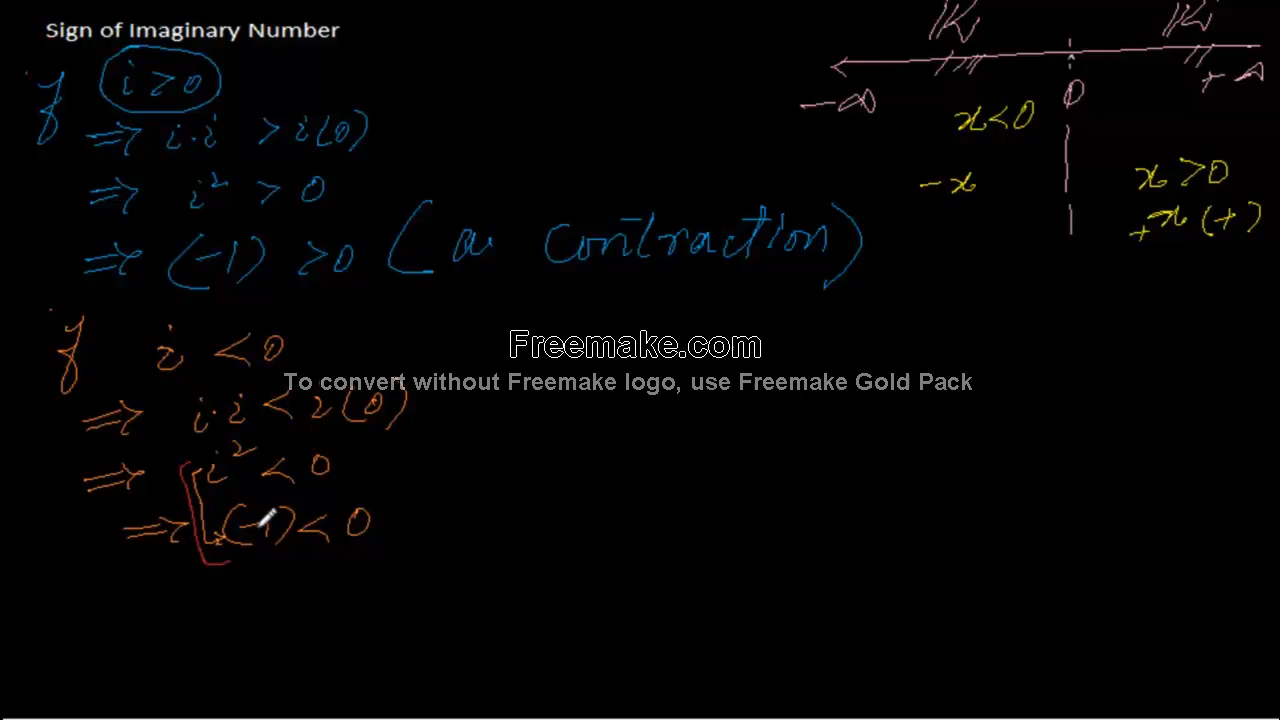 Sign of Imaginary Number
if i > 0
⇒ i · i > i(0)
⇒ i² > 0
⇒ (-1) > 0 (a contraction)
-∞ 0 +∞
x < 0
-x
x > 0
+x (+)
if i < 0
⇒ i · i < i(0)
⇒ i² < 0
⇒ (-1) < 0
Freemake.com
To convert without Freemake logo, use Freemake Gold Pack